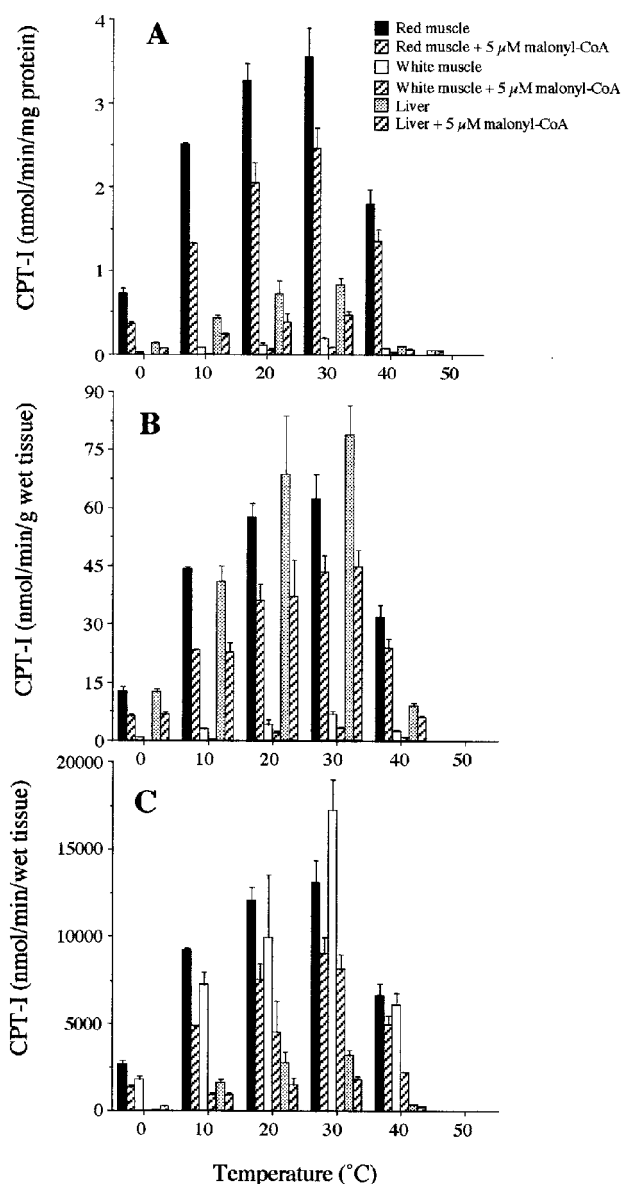 A
Red muscle
Red muscle + 5 μM malonyl-CoA
White muscle
White muscle + 5 μM malonyl-CoA
Liver
Liver + 5 μM malonyl-CoA
CPT-I (nmol/min/mg protein)
4
3
2
1
0
0 10 20 30 40 50
B
CPT-I (nmol/min/g wet tissue)
90
75
60
45
30
15
0
0 10 20 30 40 50
C
CPT-I (nmol/min/wet tissue)
20000
15000
10000
5000
0
0 10 20 30 40 50
Temperature (˚C)